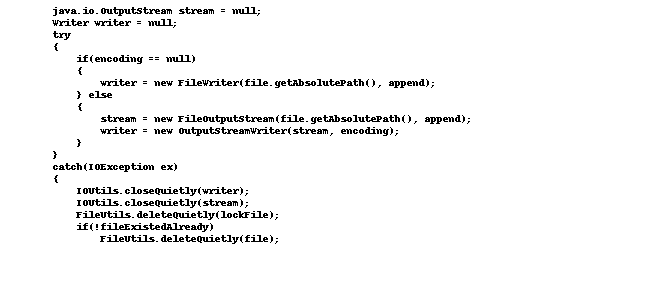 java.io.OutputStream stream = null;
Writer writer = null;
try
{
if(encoding == null)
{
writer = new FileWriter(file.getAbsolutePath(), append);
} else
{
stream = new FileOutputStream(file.getAbsolutePath(), append);
writer = new OutputStreamWriter(stream, encoding);
}
}
catch(IOException ex)
{
IOUtils.closeQuietly(writer);
IOUtils.closeQuietly(stream);
FileUtils.deleteQuietly(lockFile);
if(!fileExistedAlready)
FileUtils.deleteQuietly(file);